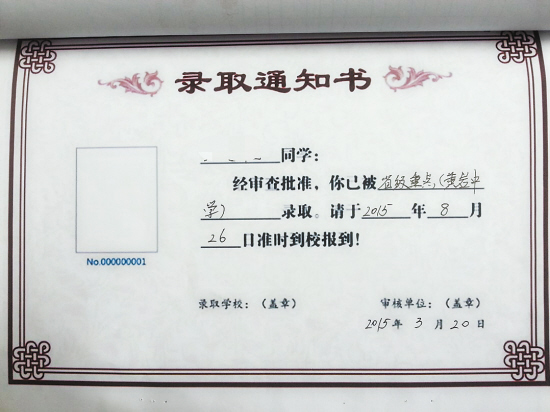 录取通知书
同学：
经审查批准，你已被省级重点（黄岩中
学）录取。请于2015年8月
26日准时到校报到！
No.000000001
录取学校：（盖章） 审核单位：（盖章）
2015年3月20日